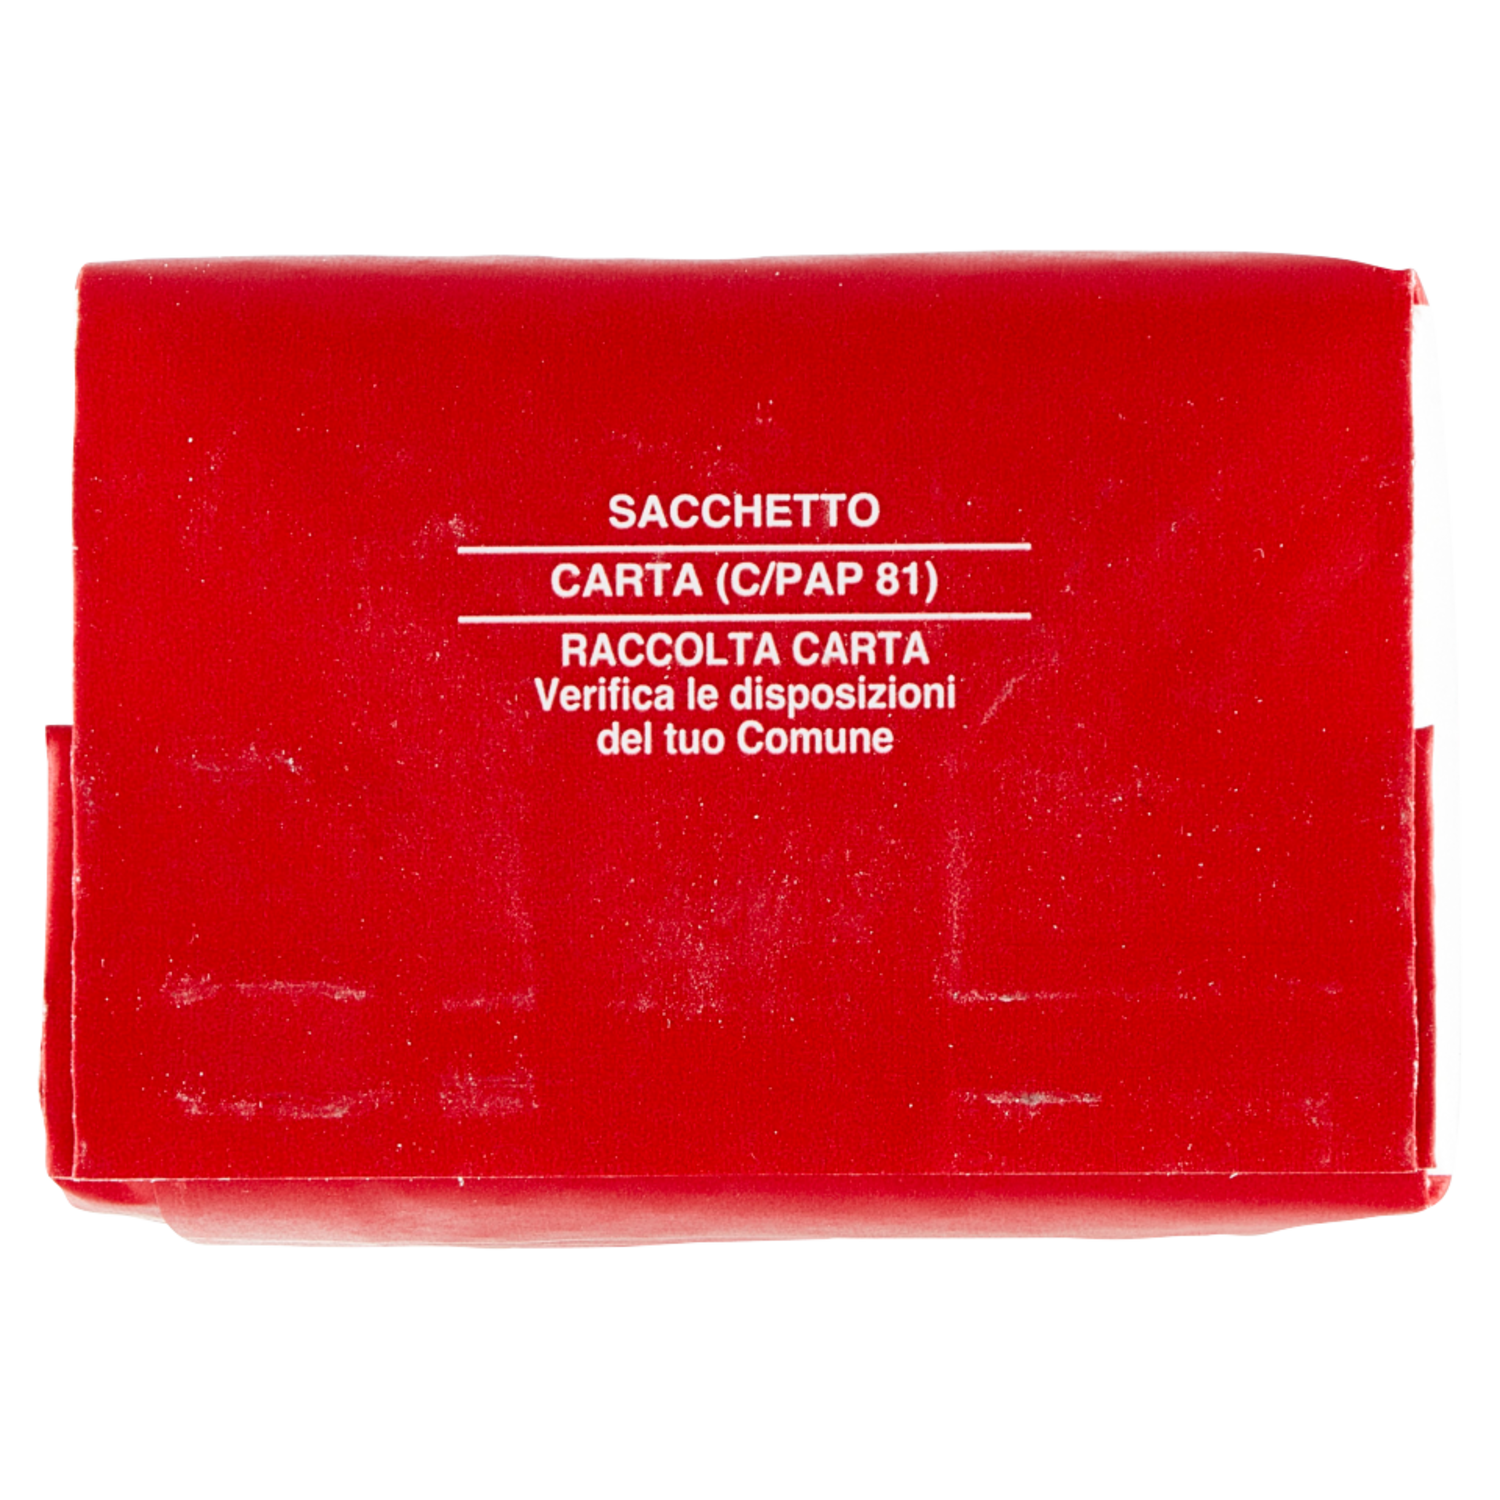 SACCHETTO
CARTA (C/PAP 81)
RACCOLTA CARTA
Verifica le disposizioni
del tuo Comune